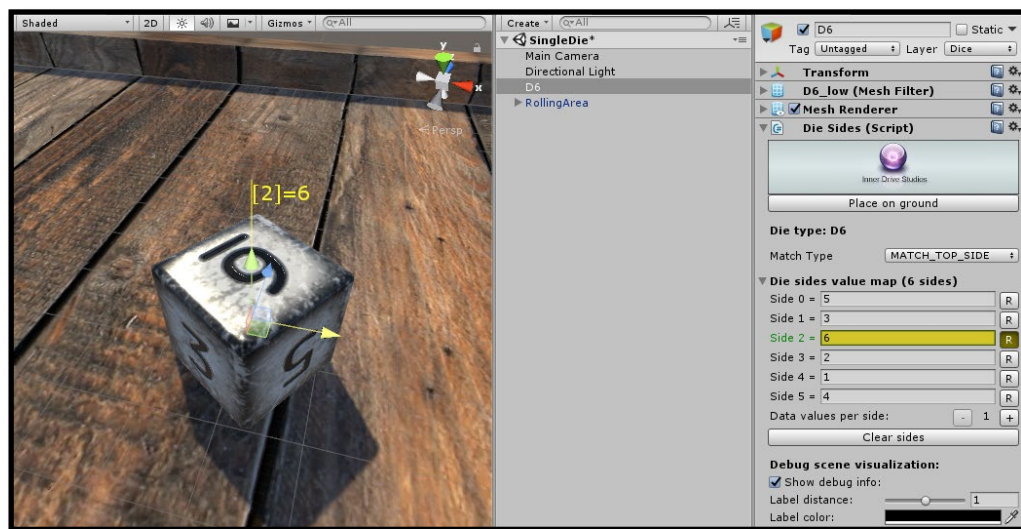 Shaded 2D Gizmos Q▾All
y
x
Persp
[2]=6
6
3
5
Create Q▾All
SingleDie*
Main Camera
Directional Light
D6
RollingArea
D6 Static
Tag Untagged Layer Dice
Transform
D6_low (Mesh Filter)
Mesh Renderer
Die Sides (Script)
Inner Drive Studios
Place on ground
Die type: D6
Match Type MATCH_TOP_SIDE
Die sides value map (6 sides)
Side 0 = 5 R
Side 1 = 3 R
Side 2 = 6 R
Side 3 = 2 R
Side 4 = 1 R
Side 5 = 4 R
Data values per side: - 1 +
Clear sides
Debug scene visualization:
Show debug info:
Label distance: 1
Label color: